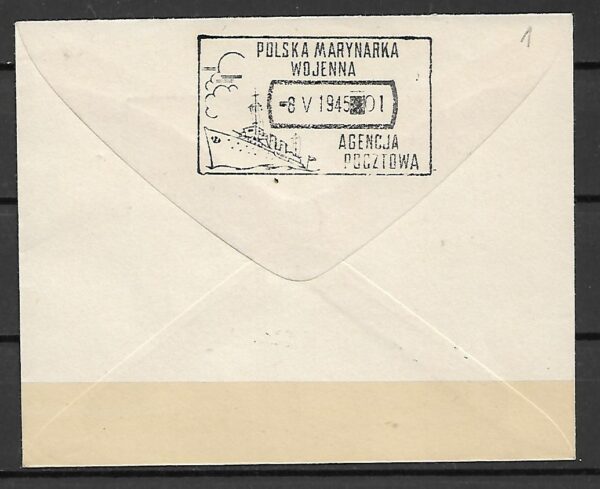 1
POLSKA MARYNARKA
WOJENNA
-8 V 1945 01
AGENCJA
POCZTOWA